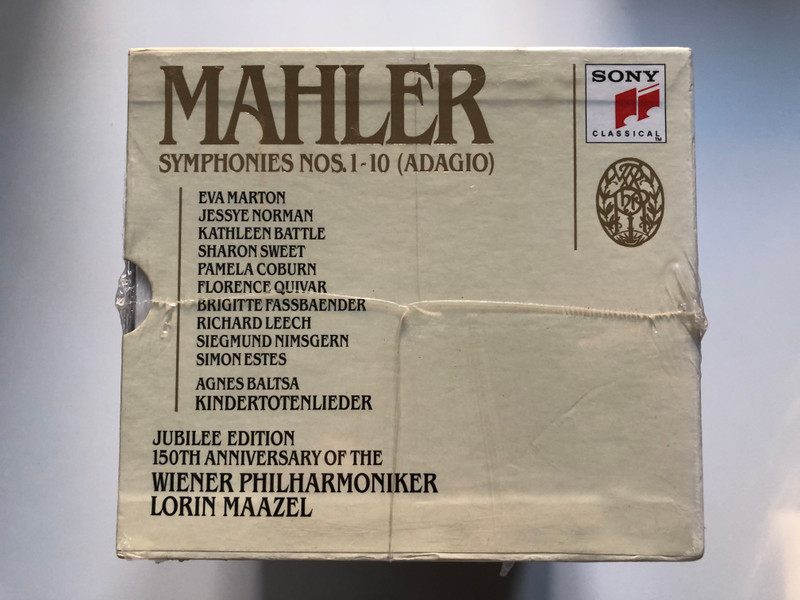 MAHLER
SYMPHONIES NOS. 1-10 (ADAGIO)
SONY
CLASSICAL
TM
EVA MARTON
JESSYE NORMAN
KATHLEEN BATTLE
SHARON SWEET
PAMELA COBURN
FLORENCE QUIVAR
BRIGITTE FASSBAENDER
RICHARD LEECH
SIEGMUND NIMSGERN
SIMON ESTES
AGNES BALTSA
KINDERTOTENLIEDER
JUBILEE EDITION
150TH ANNIVERSARY OF THE
WIENER PHILHARMONIKER
LORIN MAAZEL